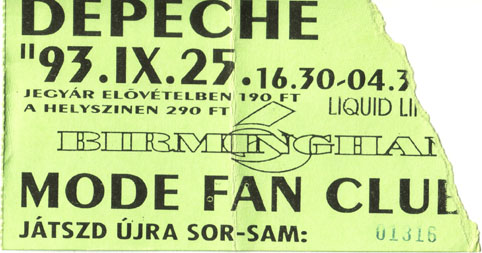 DEPECHE
"93.IX.25.16.30-04.3
JEGYÁR ELŐVÉTELBEN 190 FT
A HELYSZINEN 290 FT LIQUID LI
BIRMINGHA
MODE FAN CLUB
JÁTSZD ÚJRA SOR-SAM: 01316